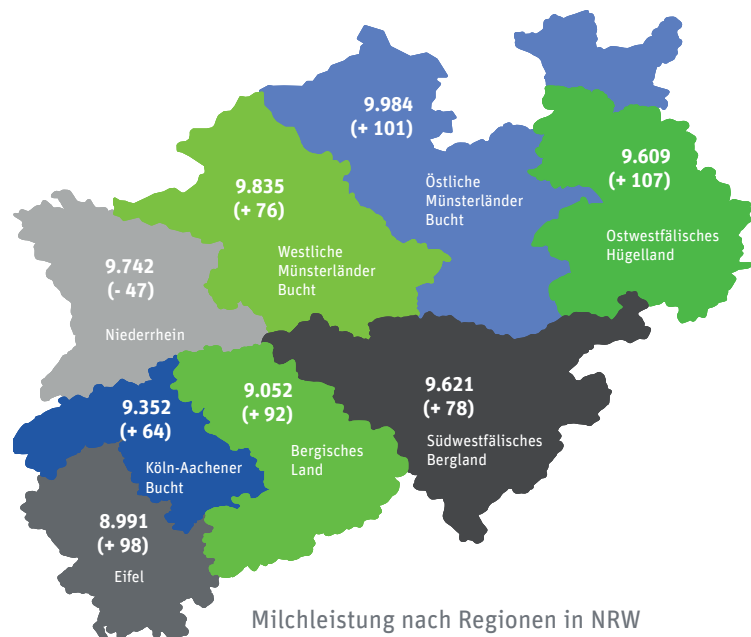 9.984
(+ 101)
Östliche
Münsterländer
Bucht
9.609
(+ 107)
Ostwestfälisches
Hügelland
9.835
(+ 76)
Westliche
Münsterländer
Bucht
9.742
(- 47)
Niederrhein
9.621
(+ 78)
Südwestfälisches
Bergland
9.052
(+ 92)
Bergisches
Land
9.352
(+ 64)
Köln-Aachener
Bucht
8.991
(+ 98)
Eifel
Milchleistung nach Regionen in NRW